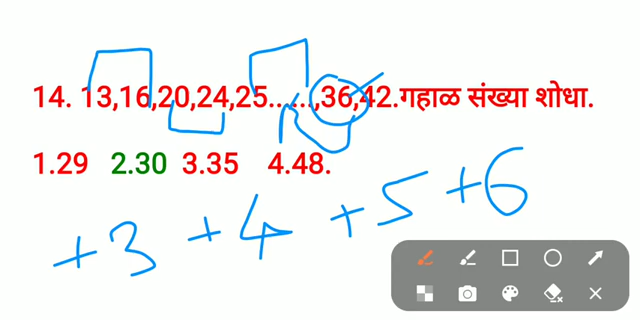 14. 13,16,20,24,25......,36,42.गहाळ संख्या शोधा.
1.29 2.30 3.35 4.48.
+3 +4 +5 +6